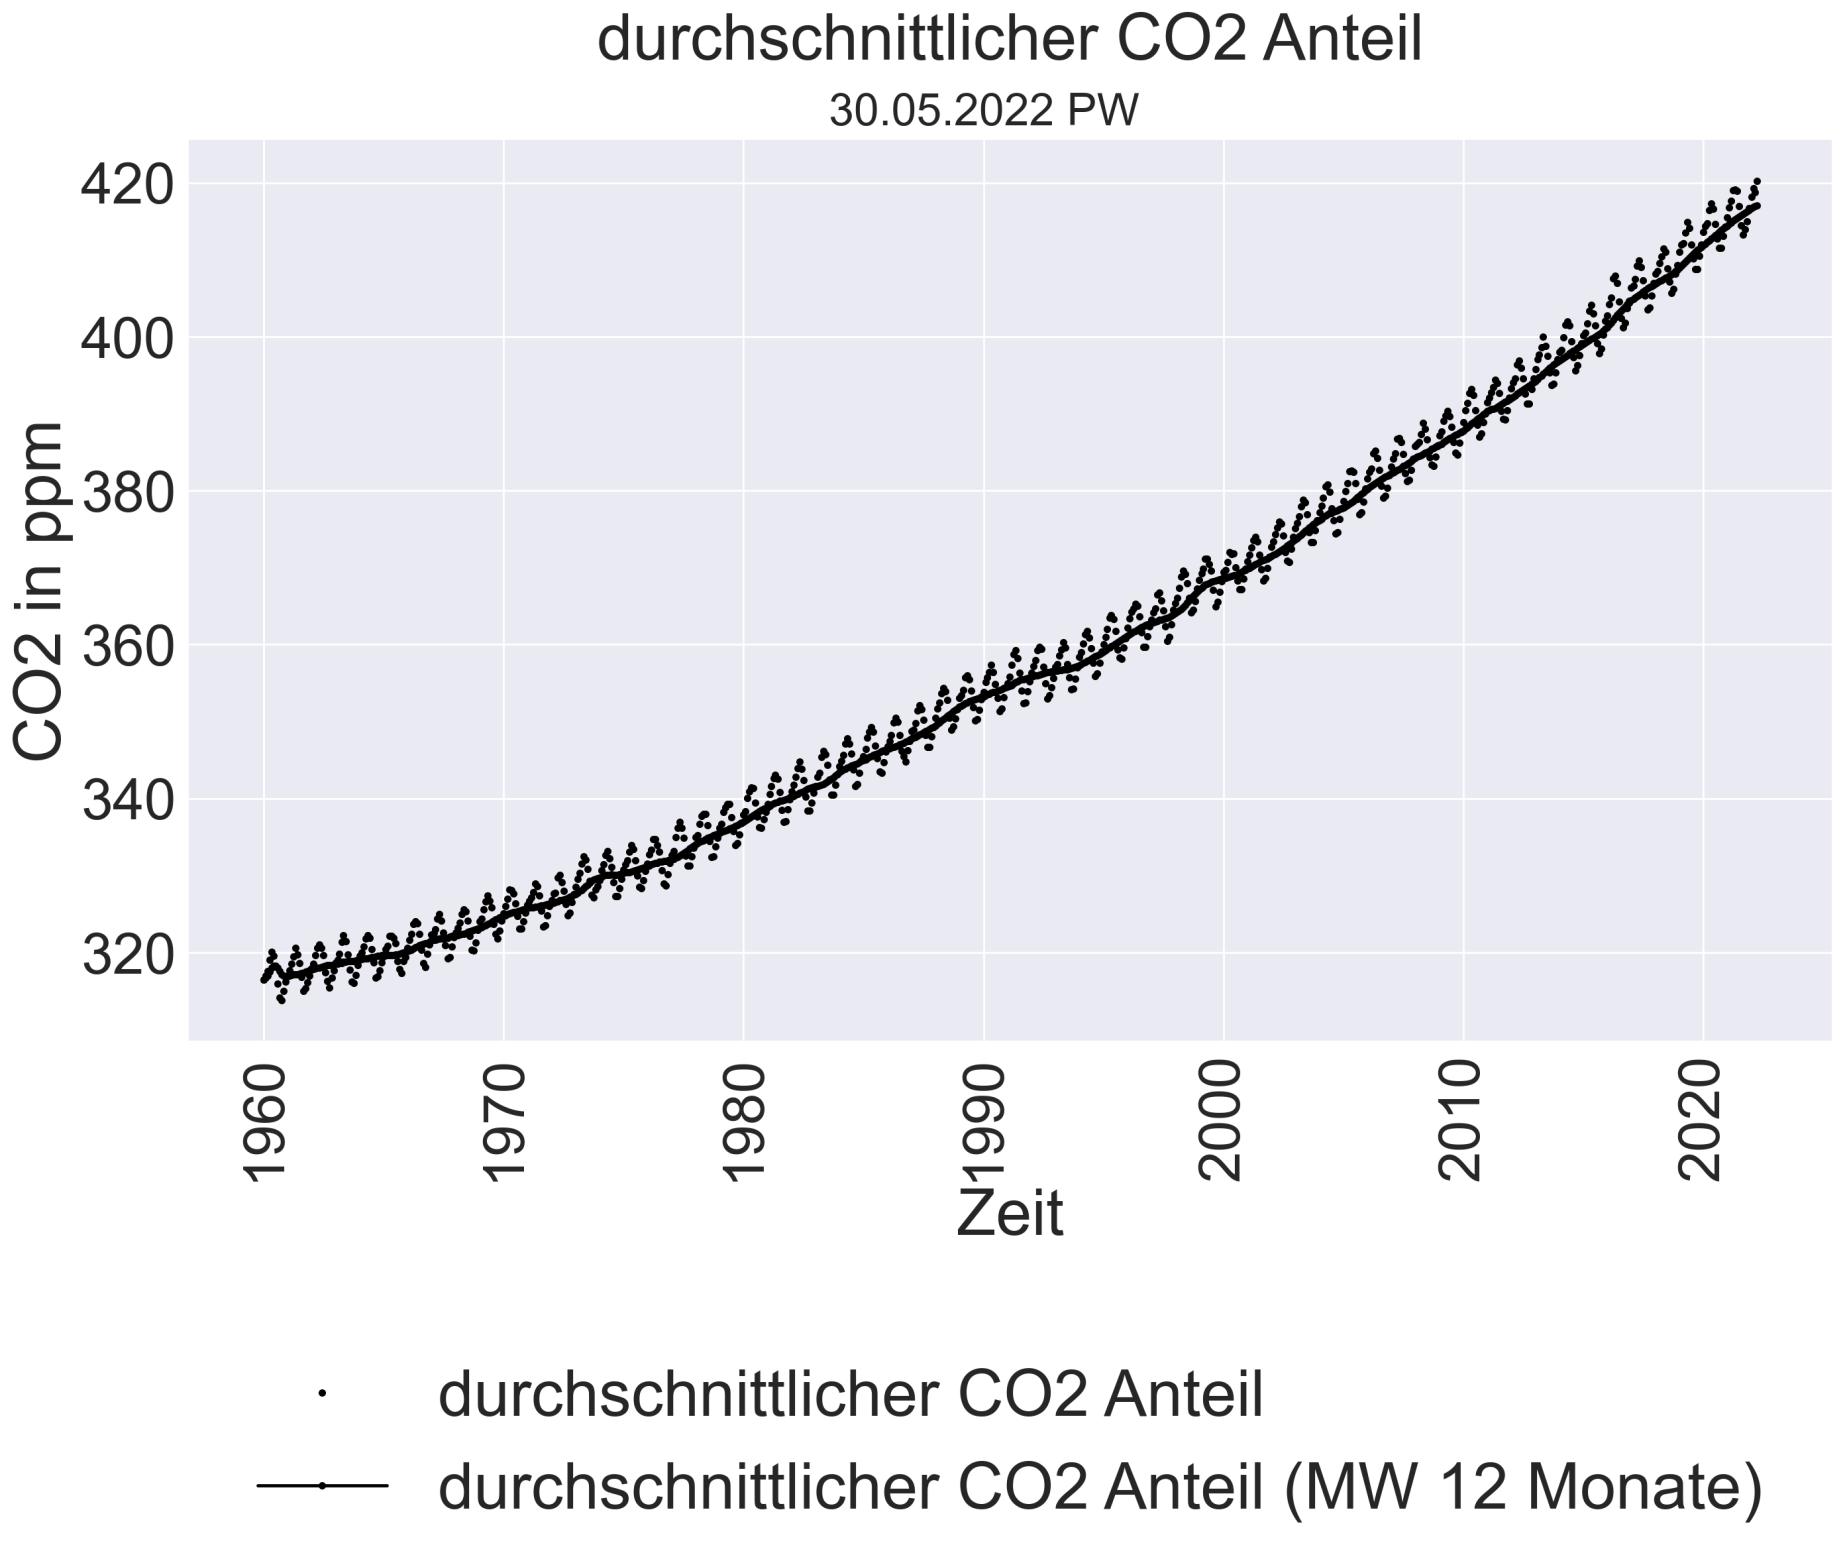 durchschnittlicher CO2 Anteil
30.05.2022 PW
CO2 in ppm
420
400
380
360
340
320
1960
1970
1980
1990
2000
2010
2020
Zeit
durchschnittlicher CO2 Anteil
durchschnittlicher CO2 Anteil (MW 12 Monate)